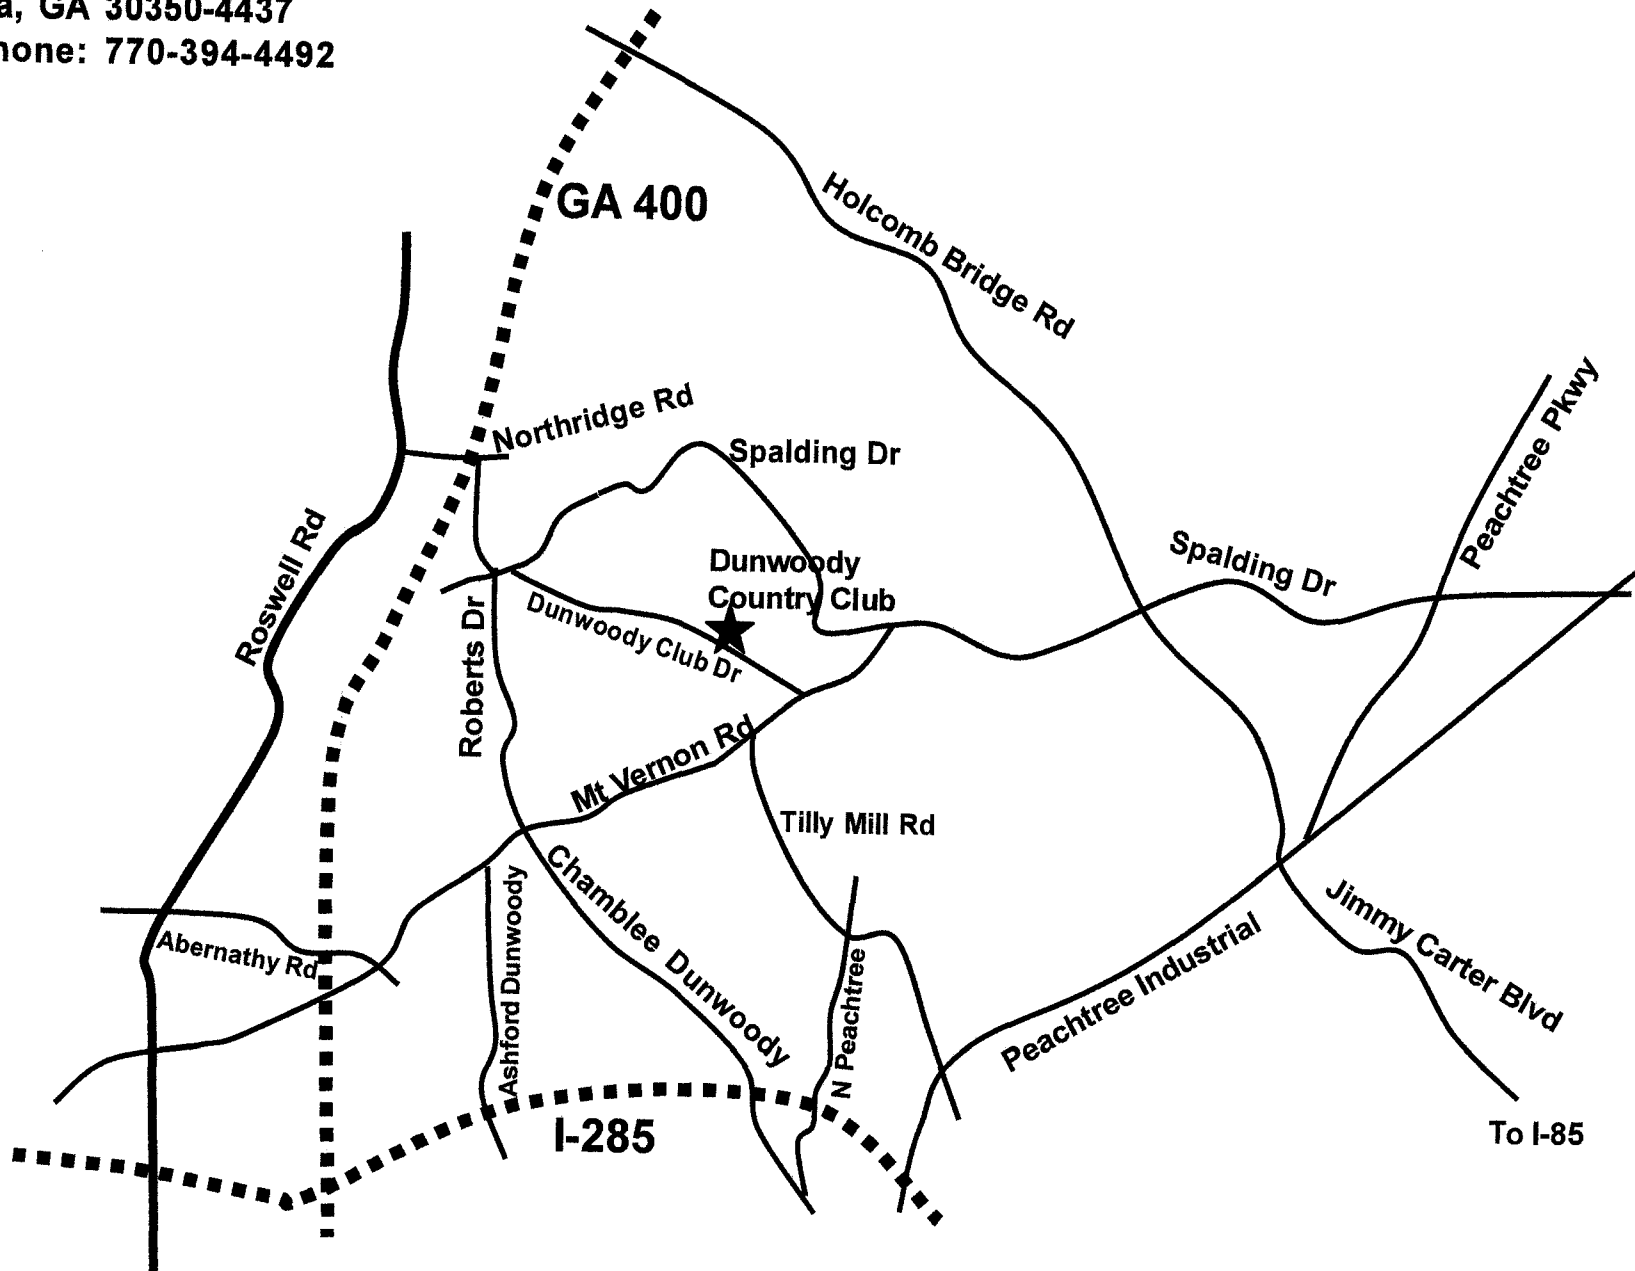 GA 30350-4437
770-394-4492
GA 400
Holcomb Bridge Rd
Northridge Rd
Spalding Dr
Peachtree Pkwy
Roswell Rd
Spalding Dr
Dunwoody
Country Club
Dunwoody Club Dr
Roberts Dr
Mt Vernon Rd
Tilly Mill Rd
Chamblee Dunwoody
Ashford Dunwoody
Jimmy Carter Blvd
Abernathy Rd
Peachtree Industrial
N Peachtree
I-285
To I-85